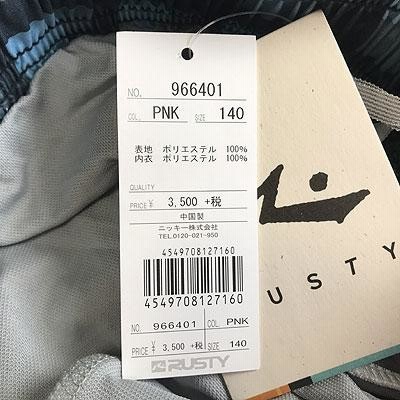 NO. 966401
COL. PNK SIZE 140
表地 ポリエステル 100%
内衣 ポリエステル 100%
QUALITY
PRICE ¥ 3,500 +税
中国製
ニッキー株式会社
TEL.0120-021-950
4549708127160
4549708127160
NO. 966401 COL. PNK
PRICE ¥ 3,500 +税 SIZE 140
RUSTY
USTY